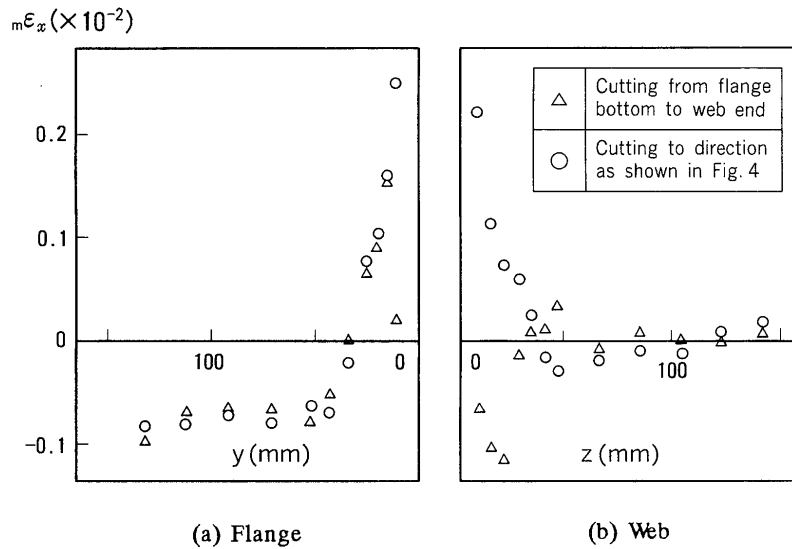 mεx(×10⁻²)
0.2
0.1
0
-0.1
100
0
y (mm)
(a) Flange
△ Cutting from flange
bottom to web end
○ Cutting to direction
as shown in Fig. 4
0
100
z (mm)
(b) Web